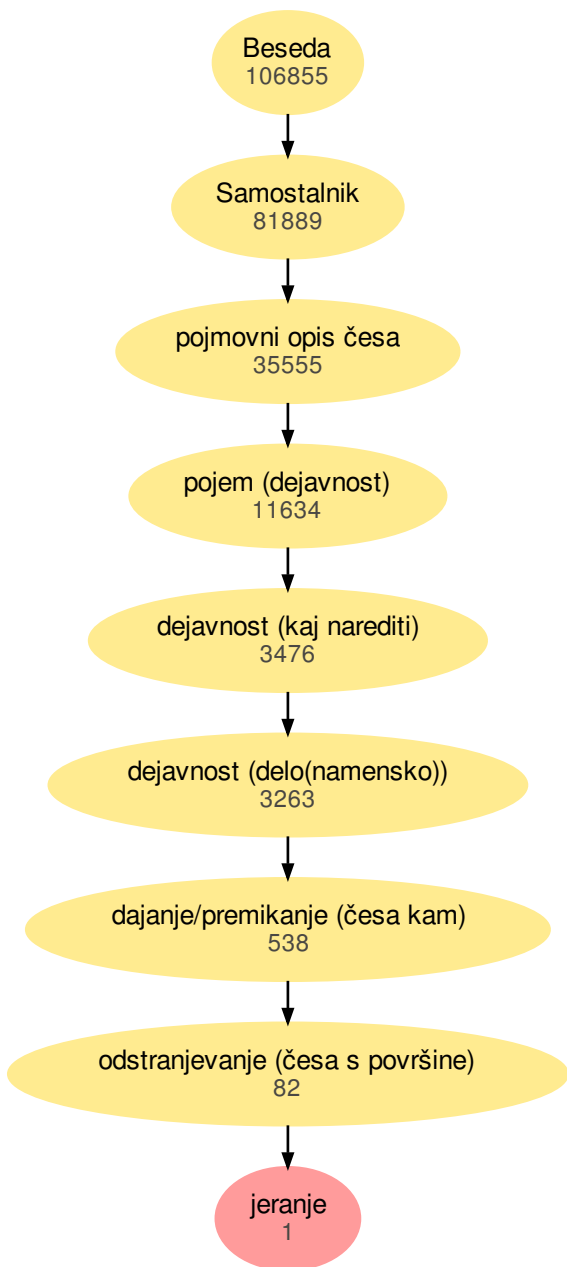 Beseda
106855
Samostalnik
81889
pojmovni opis česa
35555
pojem (dejavnost)
11634
dejavnost (kaj narediti)
3476
dejavnost (delo(namensko))
3263
dajanje/premikanje (česa kam)
538
odstranjevanje (česa s površine)
82
jeranje
1